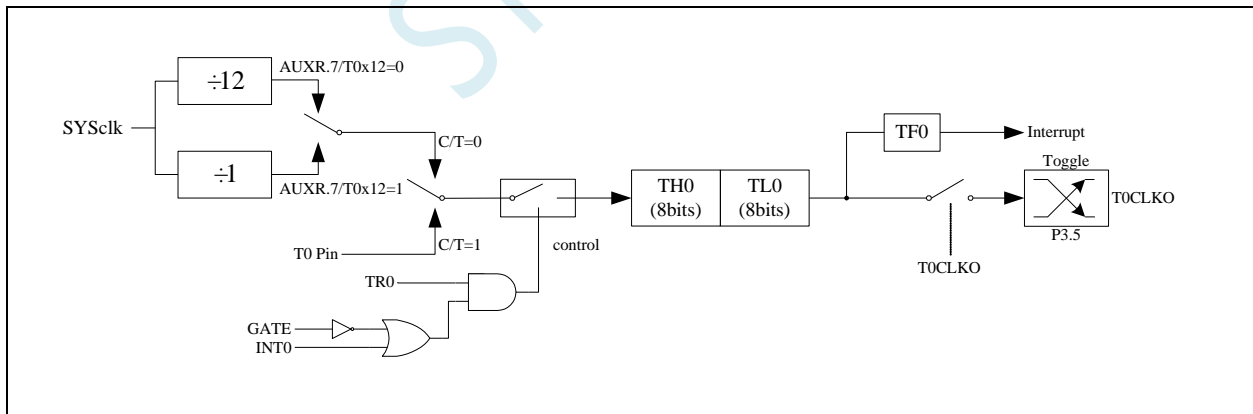 ST
÷12
AUXR.7/T0x12=0
SYSclk
÷1
AUXR.7/T0x12=1
C/T=0
T0 Pin
C/T=1
control
TR0
GATE
INT0
TH0
(8bits)
TL0
(8bits)
TF0
Interrupt
Toggle
T0CLKO
P3.5
T0CLKO